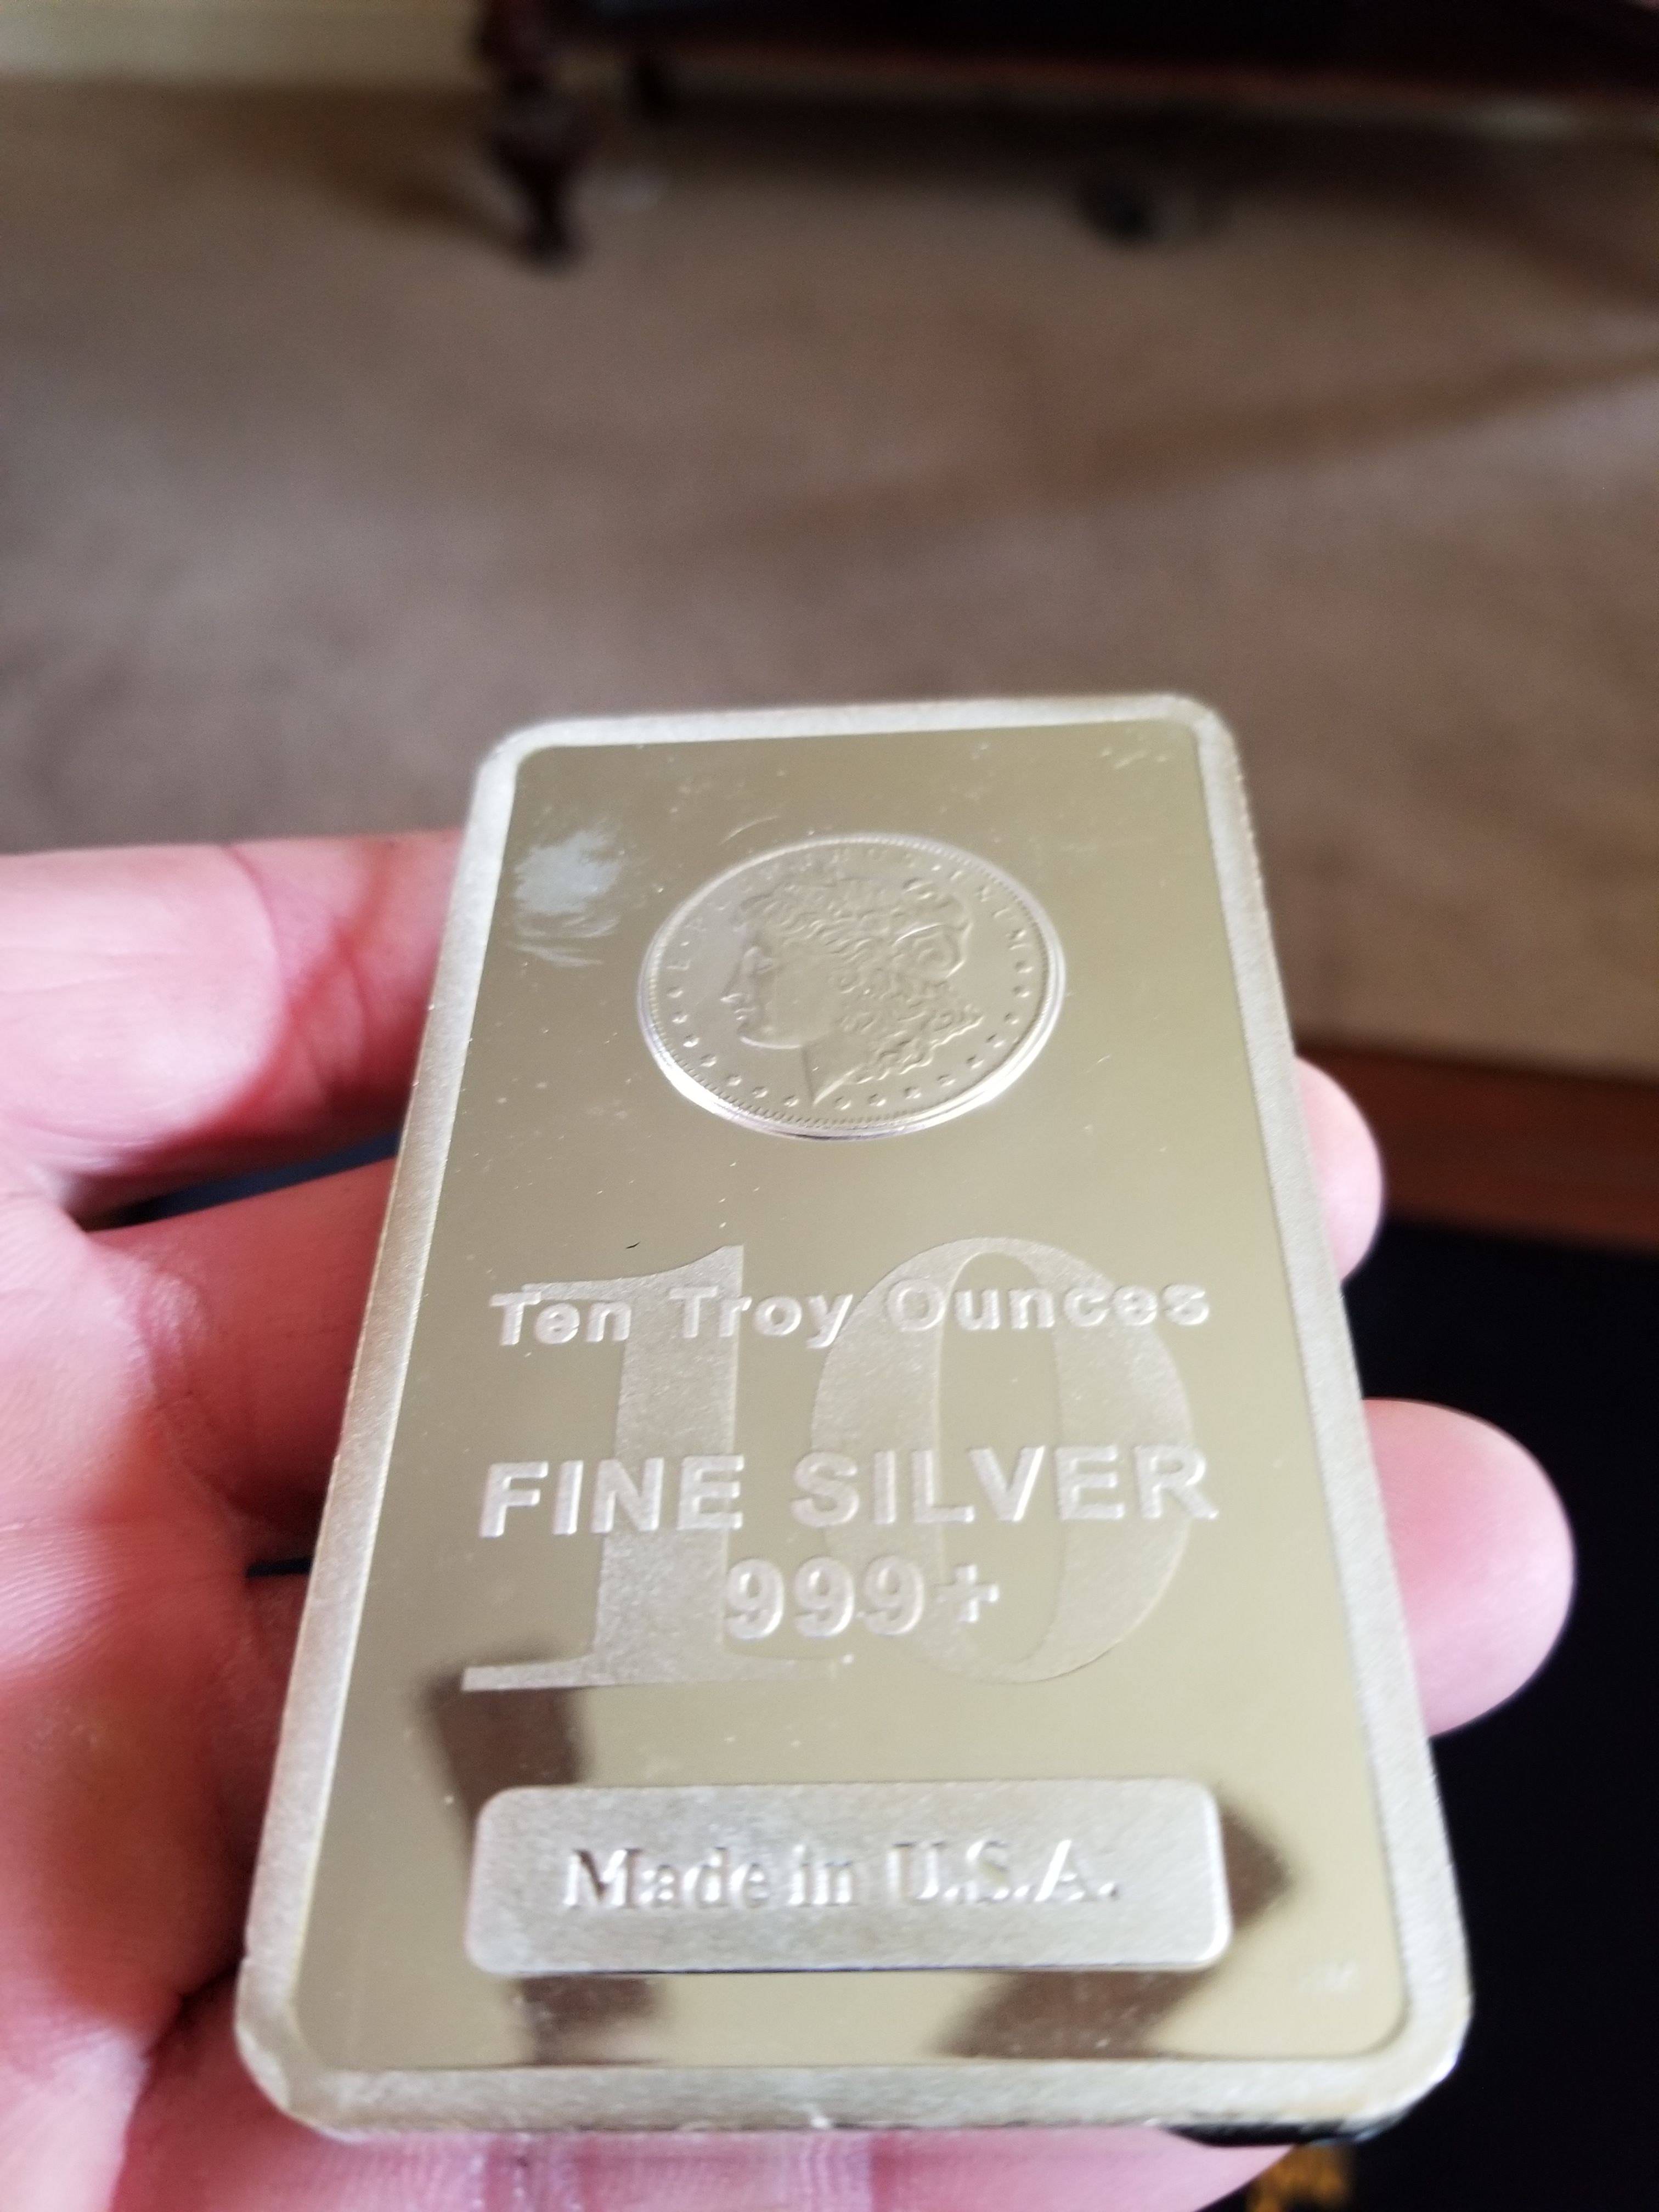 Ten Troy Ounces
10
FINE SILVER
999+
Made in U.S.A.